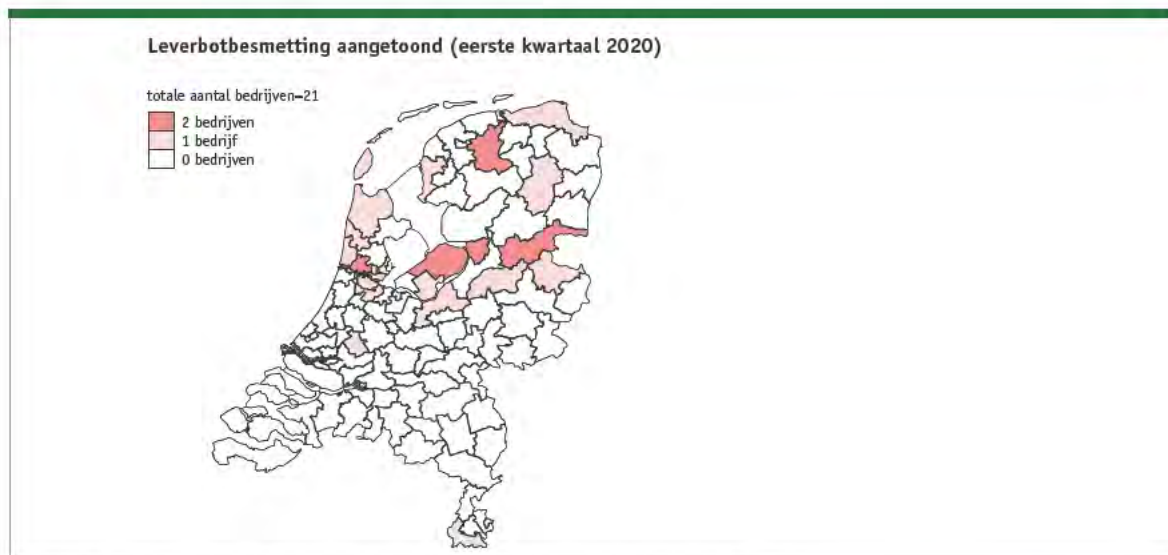 Leverbotbesmetting aangetoond (eerste kwartaal 2020)
totale aantal bedrijven=21
2 bedrijven
1 bedrijf
0 bedrijven